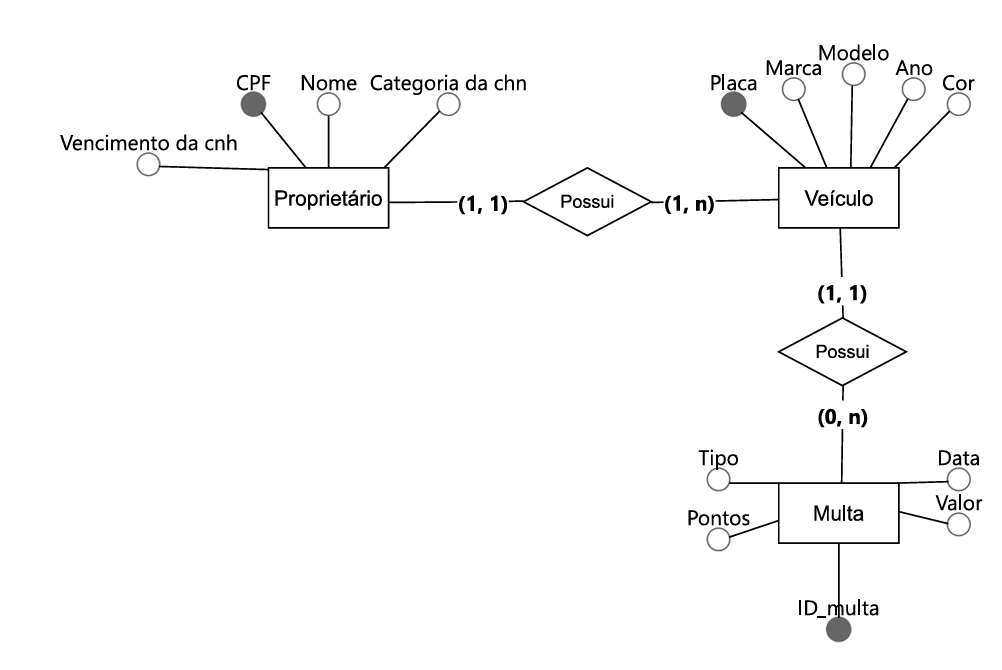 Modelo
Marca
Ano
CPF
Nome
Categoria da chn
Placa
Cor
Vencimento da cnh
Proprietário
(1, 1)
Possui
(1, n)
Veículo
(1, 1)
Possui
(0, n)
Tipo
Data
Pontos
Multa
Valor
ID_multa